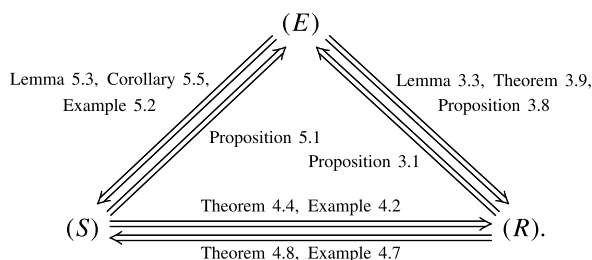 (E)
Lemma 5.3, Corollary 5.5,
Example 5.2
Lemma 3.3, Theorem 3.9,
Proposition 3.8
Proposition 5.1
Proposition 3.1
Theorem 4.4, Example 4.2
(S)
(R).
Theorem 4.8, Example 4.7